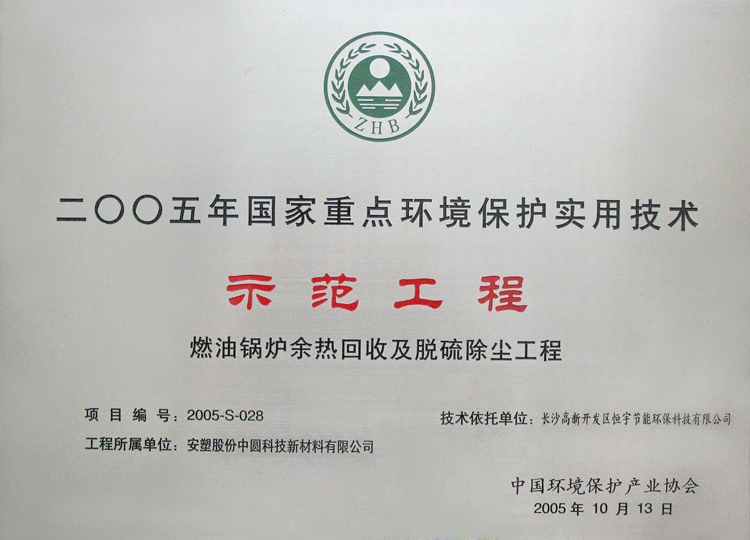 ZHB
二〇〇五年国家重点环境保护实用技术
示范工程
燃油锅炉余热回收及脱硫除尘工程
项目编号：2005-S-028
技术依托单位：长沙高新开发区恒宇节能环保科技有限公司
工程所属单位：安塑股份中圆科技新材料有限公司
中国环境保护产业协会
2005年10月13日